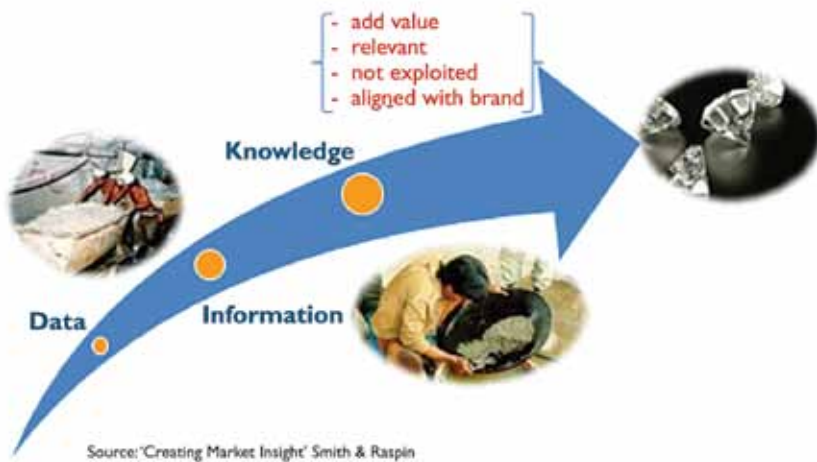 - add value
- relevant
- not exploited
- aligned with brand
Knowledge
Data
Information
Source: 'Creating Market Insight' Smith & Raspin